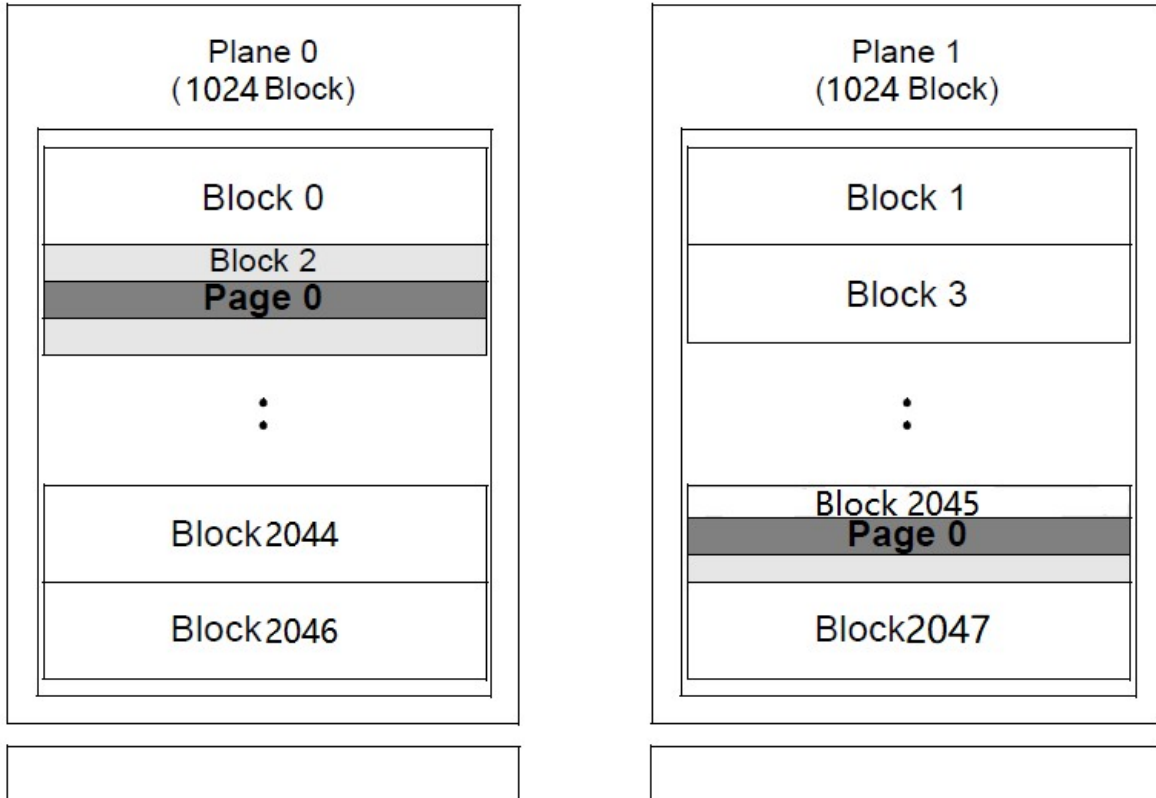 Plane 0
(1024 Block)
Block 0
Block 2
Page 0
:
Block2044
Block2046
Plane 1
(1024 Block)
Block 1
Block 3
:
Block 2045
Page 0
Block2047